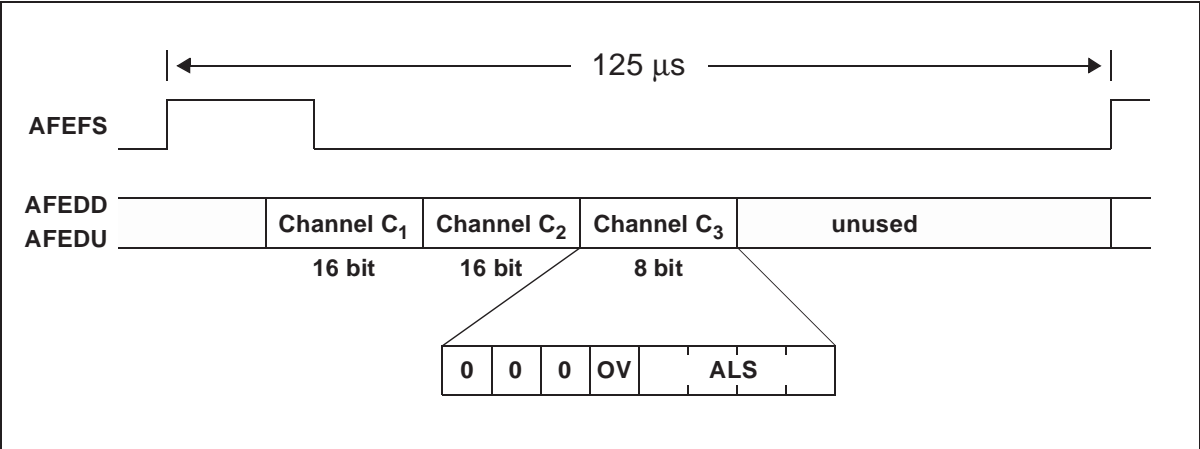 125 µs
AFEFS
AFEDD
AFEDU
Channel C₁ Channel C₂ Channel C₃ unused
16 bit 16 bit 8 bit
0 0 0 OV ALS